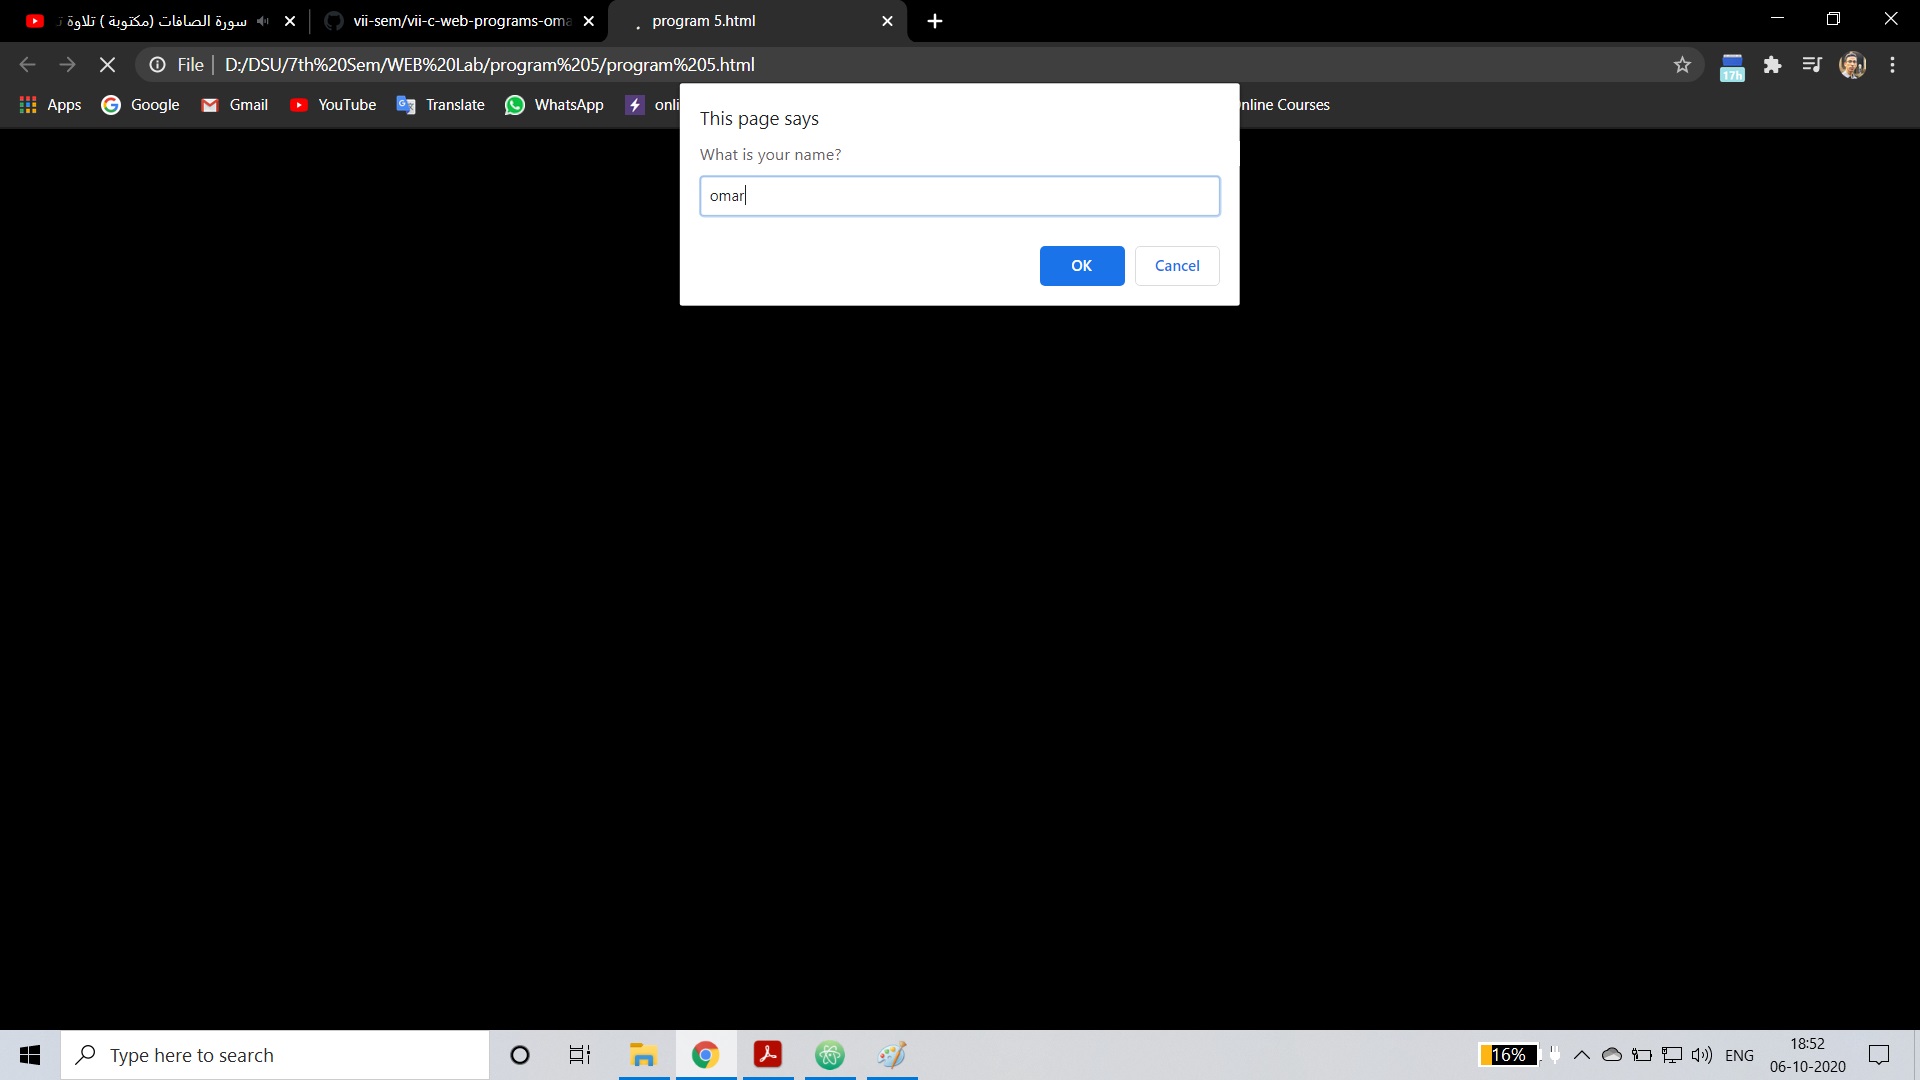 سورة الصافات (مكتوبة ) تلاوة
vii-sem/vii-c-web-programs-oma
program 5.html
File
D:/DSU/7th%20Sem/WEB%20Lab/program%205/program%205.html
17h
Apps
Google
Gmail
YouTube
Translate
WhatsApp
onli
nline Courses
This page says
What is your name?
omar
OK
Cancel
Type here to search
16%
ENG
18:52
06-10-2020